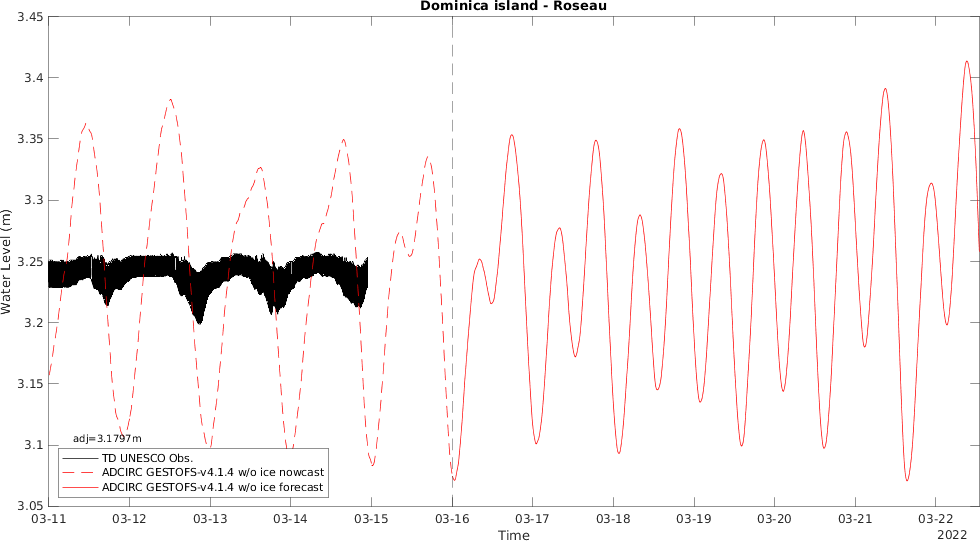 Dominica island - Roseau
3.45
3.4
3.35
3.3
3.25
3.2
3.15
3.1
3.05
Water Level (m)
adj=3.1797m
TD UNESCO Obs.
ADCIRC GESTOFS-v4.1.4 w/o ice nowcast
ADCIRC GESTOFS-v4.1.4 w/o ice forecast
03-11 03-12 03-13 03-14 03-15 03-16 03-17 03-18 03-19 03-20 03-21 03-22
Time
2022